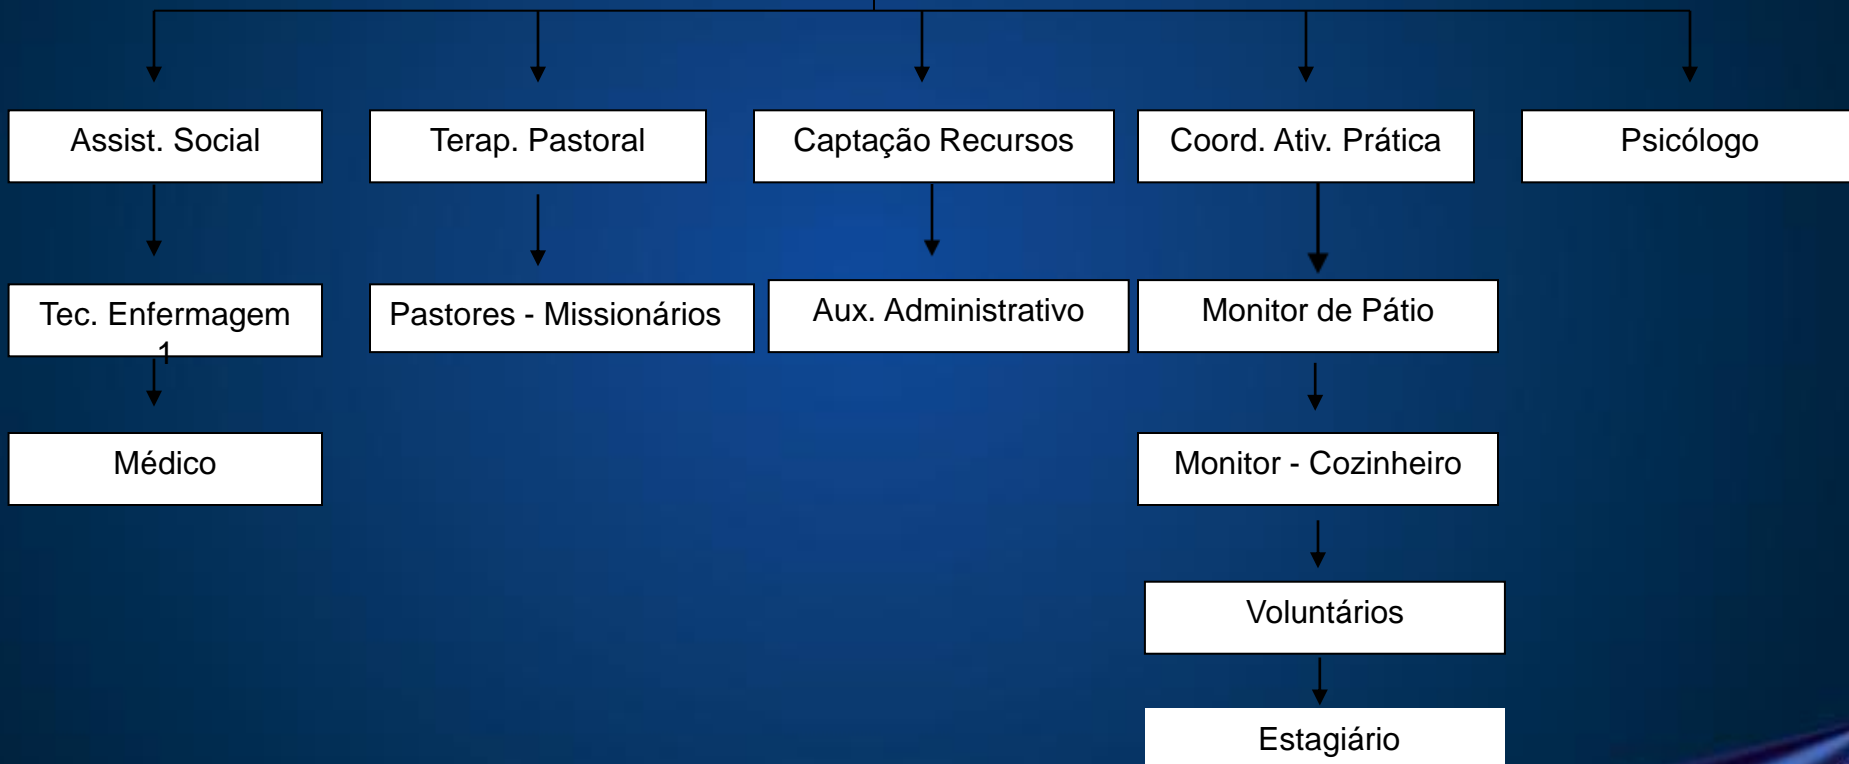 Assist. Social
Terap. Pastoral
Captação Recursos
Coord. Ativ. Prática
Psicólogo
Tec. Enfermagem
1
Pastores - Missionários
Aux. Administrativo
Monitor de Pátio
Médico
Monitor - Cozinheiro
Voluntários
Estagiário